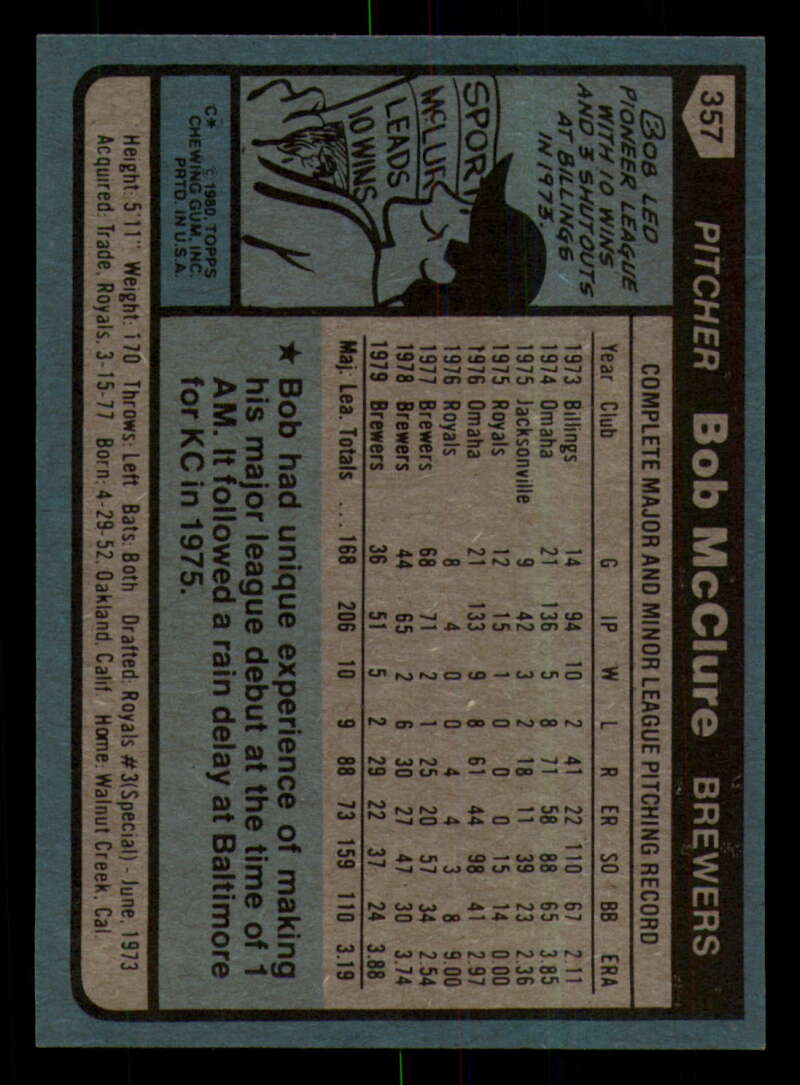 357
PITCHER Bob McClure BREWERS
BOB LED
PIONEER LEAGUE
WITH 10 WINS
AND 3 SHUTOUTS
AT BILLINGS
IN 1973.
SPORT
McCLUR
LEADS
10 WINS
C* © 1980. TOPPS
CHEWING GUM, INC.
PRTD. IN U.S.A.
COMPLETE MAJOR AND MINOR LEAGUE PITCHING RECORD
Year Club G IP W L R ER SO BB ERA
1973 Billings 14 94 10 2 41 22 110 67 2.11
1974 Omaha 21 136 5 8 71 58 88 65 3.85
1975 Jacksonville 9 42 3 2 18 11 39 23 2.36
1975 Royals 12 15 1 0 0 0 15 14 0.00
1976 Omaha 21 133 9 8 61 44 98 41 2.97
1976 Royals 8 4 0 0 4 4 3 8 9.00
1977 Brewers 68 71 2 1 25 20 57 34 2.54
1978 Brewers 44 65 2 6 30 27 47 30 3.74
1979 Brewers 36 51 5 2 29 22 37 24 3.88
Maj. Lea. Totals ... 168 206 10 9 88 73 159 110 3.19
★ Bob had unique experience of making
his major league debut at the time of 1
AM. It followed a rain delay at Baltimore
for KC in 1975.
Height: 5'11" Weight: 170 Throws: Left Bats: Both Drafted: Royals #3(Special) - June, 1973
Acquired: Trade, Royals, 3-15-77 Born: 4-29-52, Oakland, Calif. Home: Walnut Creek, Cal.